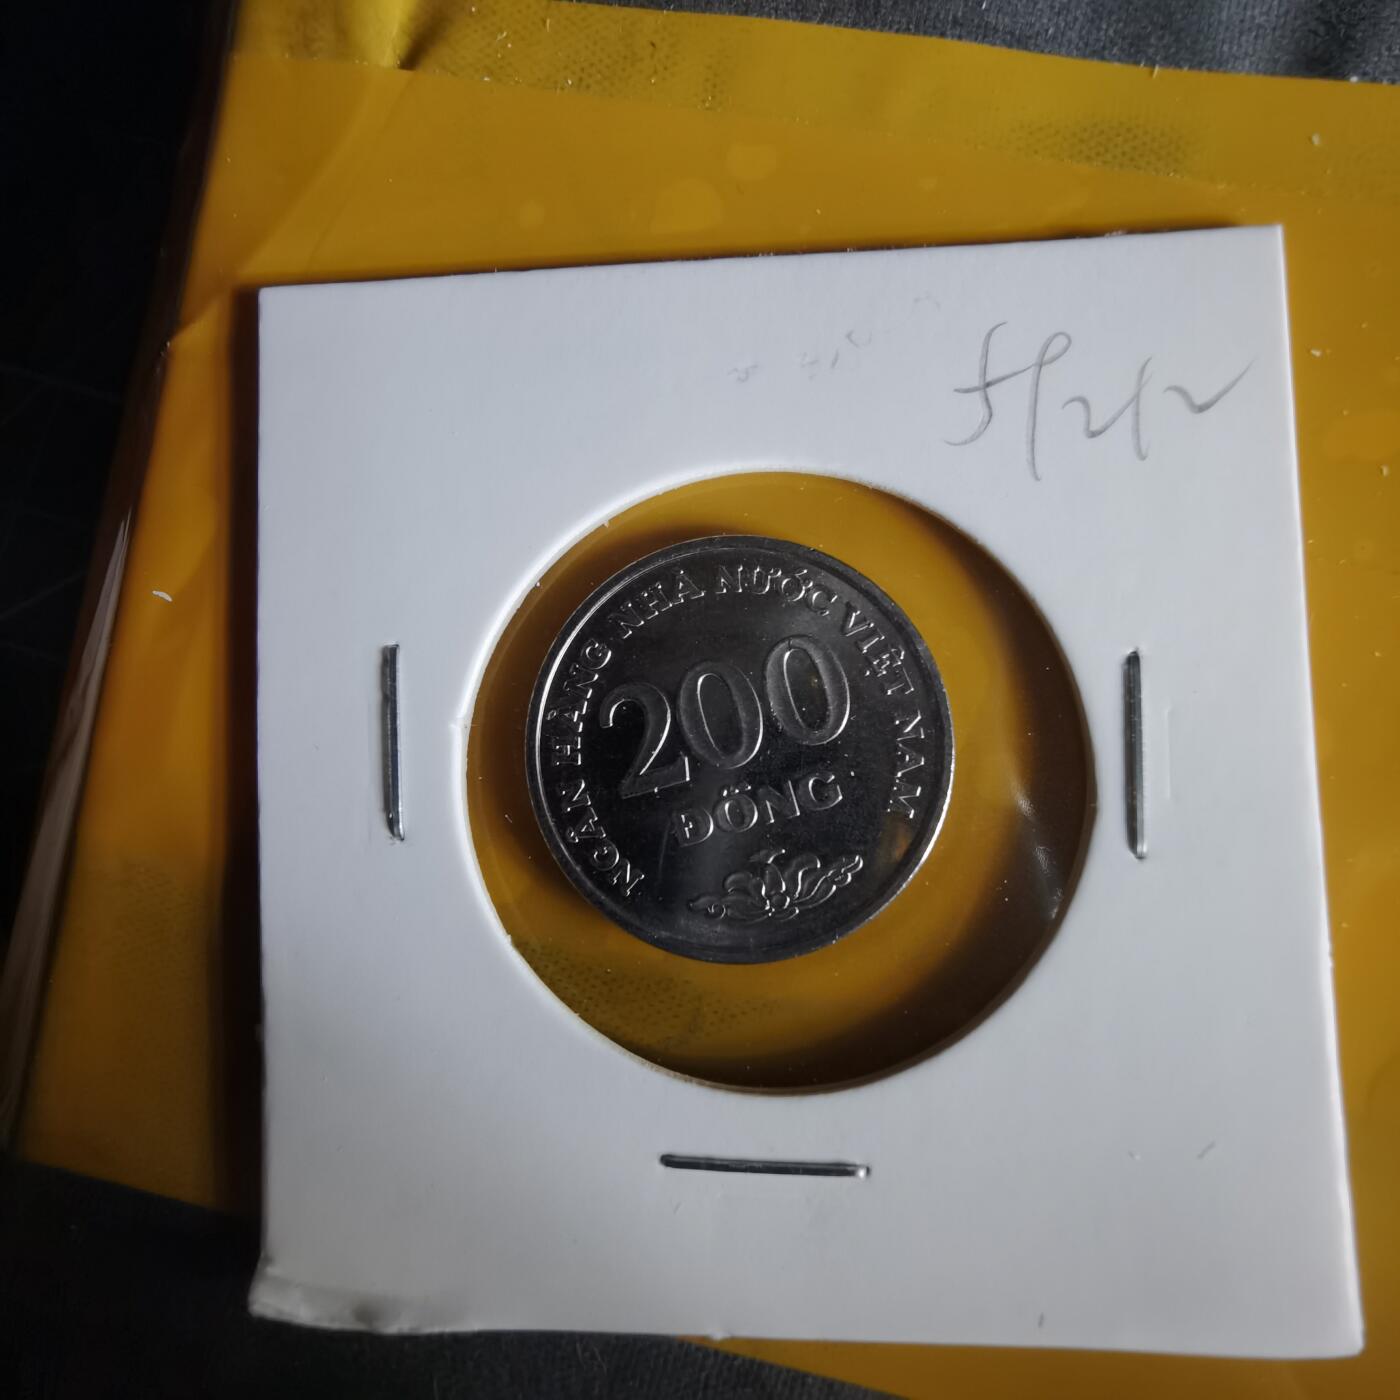 NGÂN HÀNG NHÀ NƯỚC VIỆT NAM
200
ĐỒNG